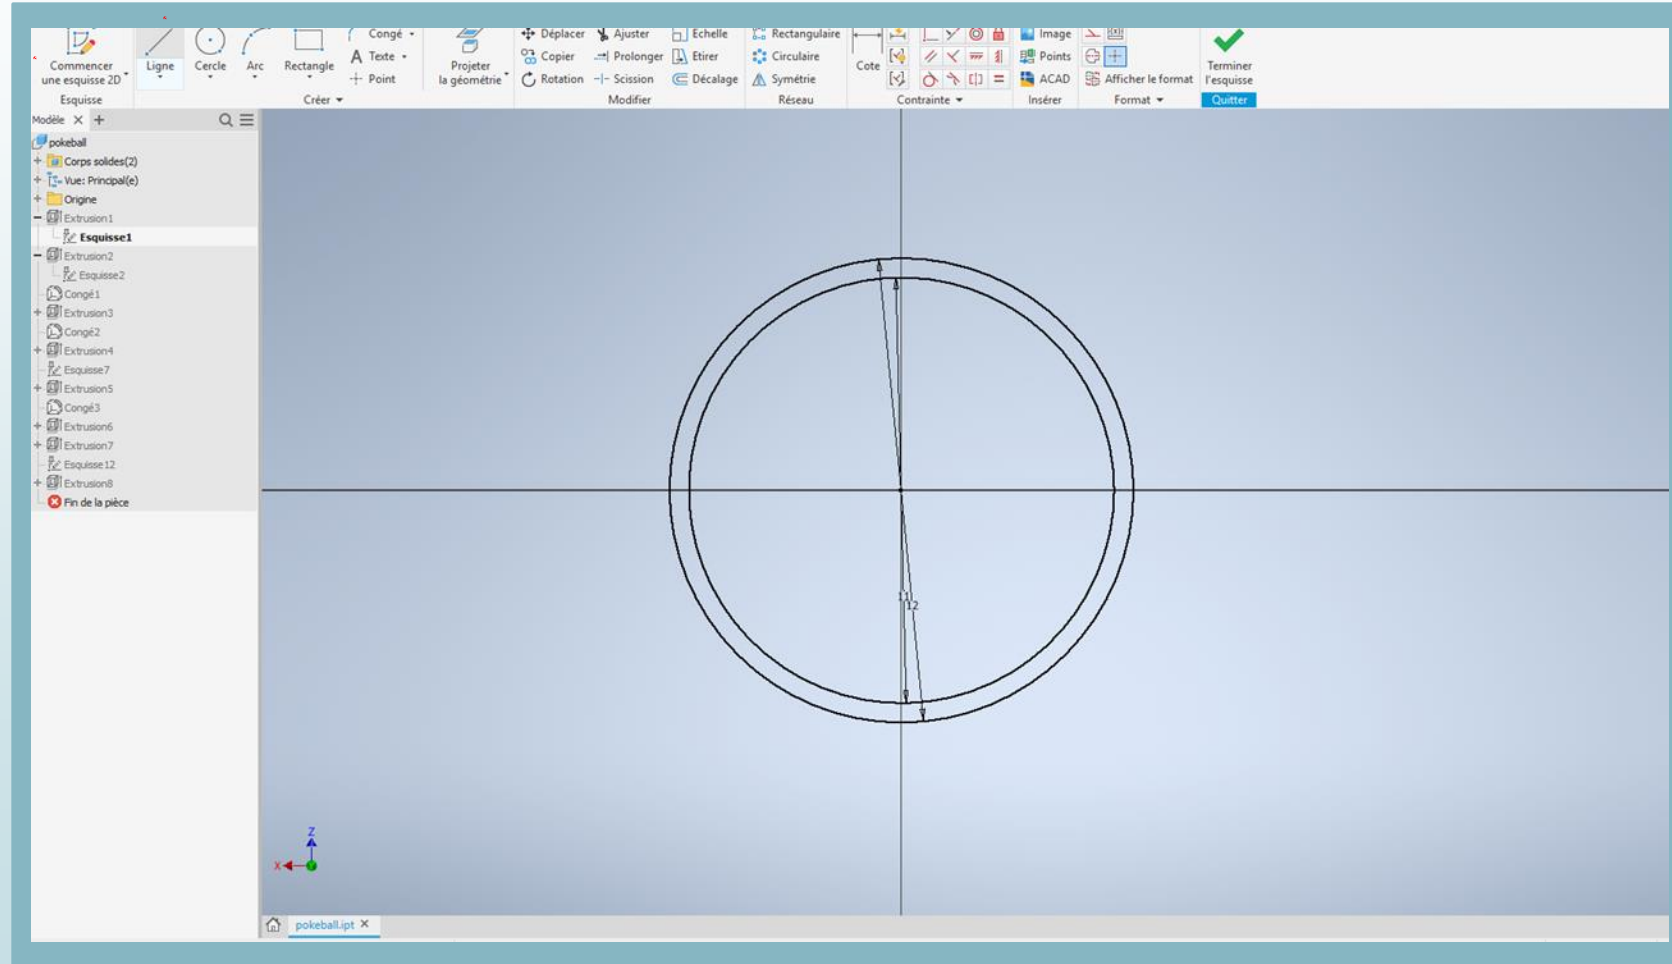 Congé
Déplacer
Ajuster
Echelle
Rectangulaire
Image
Commencer
une esquisse 2D
Ligne
Cercle
Arc
Rectangle
A Texte
Point
Projeter
la géométrie
Copier
Prolonger
Etirer
Circulaire
Cote
Points
Terminer
l'esquisse
Rotation
Scission
Décalage
Symétrie
ACAD
Afficher le format
Esquisse
Créer
Modifier
Réseau
Contrainte
Insérer
Format
Quitter
Modèle × +
pokeball
Corps solides(2)
Vue: Principal(e)
Origine
Extrusion1
Esquisse1
Extrusion2
Esquisse2
Congé1
Extrusion3
Congé2
Extrusion4
Esquisse7
Extrusion5
Congé3
Extrusion6
Extrusion7
Esquisse12
Extrusion8
Fin de la pièce
11
12
Z
X
pokeball.ipt ×